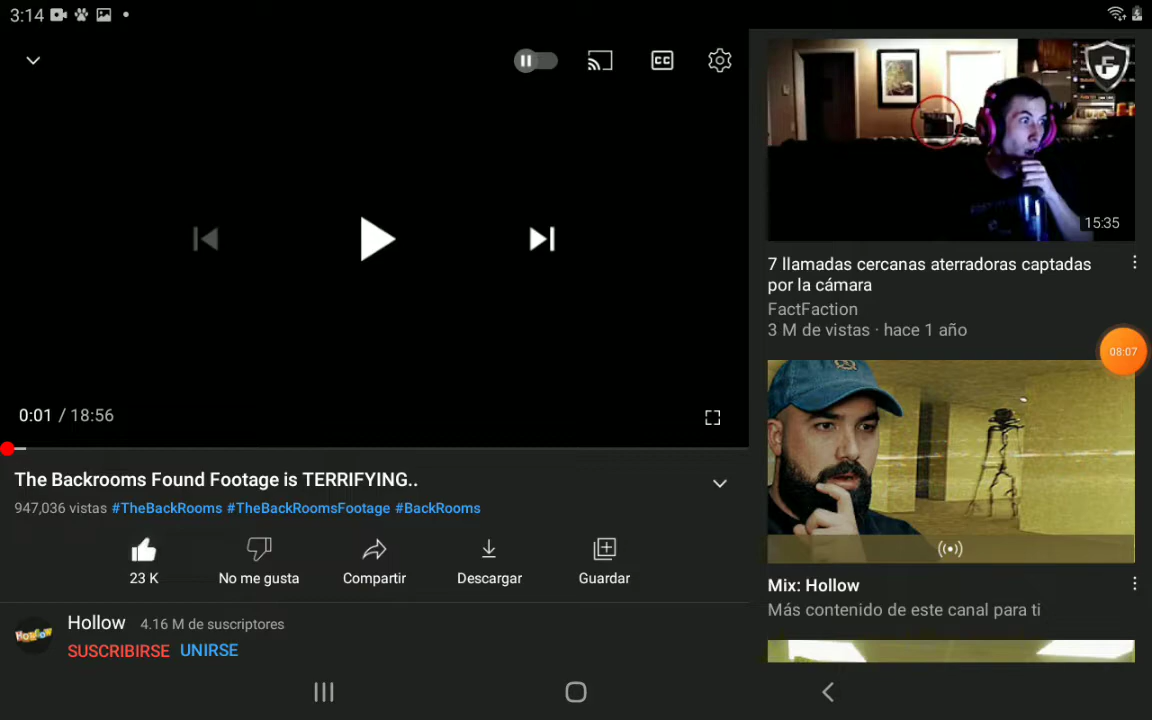 3:14
CC
0:01 / 18:56
The Backrooms Found Footage is TERRIFYING..
947,036 vistas #TheBackRooms #TheBackRoomsFootage #BackRooms
23 K
No me gusta
Compartir
Descargar
Guardar
Hollow 4.16 M de suscriptores
SUSCRIBIRSE UNIRSE
15:35
7 llamadas cercanas aterradoras captadas
por la cámara
FactFaction
3 M de vistas · hace 1 año
08:07
Mix: Hollow
Más contenido de este canal para ti